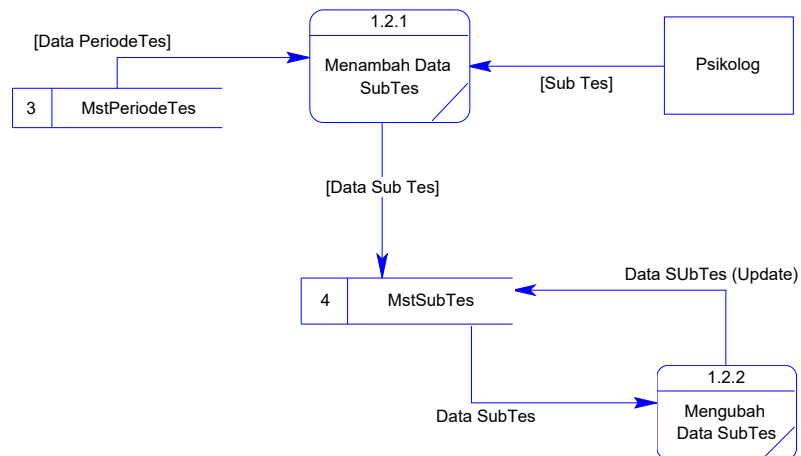 1.2.1
[Data PeriodeTes]
Menambah Data
SubTes
Psikolog
[Sub Tes]
3
MstPeriodeTes
[Data Sub Tes]
Data SUbTes (Update)
4
MstSubTes
1.2.2
Data SubTes
Mengubah
Data SubTes